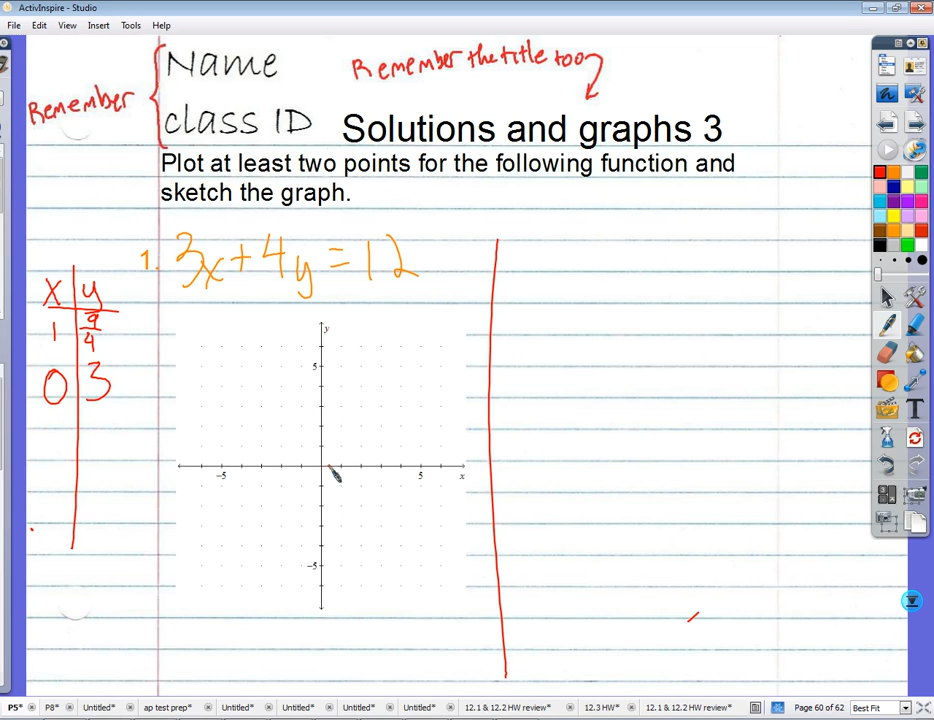 ActivInspire - Studio
File Edit View Insert Tools Help
Remember
Name
class ID
Remember the title too
Solutions and graphs 3
Plot at least two points for the following function and
sketch the graph.
1. 3x+4y=12
x y
1 9/4
0 3
y
5
-5 5 x
-5
T
P5* P8* Untitled* ap test prep* Untitled* Untitled* Untitled* Untitled* 12.1 & 12.2 HW review* 12.3 HW* 12.1 & 12.2 HW review* Page 60 of 62 Best Fit